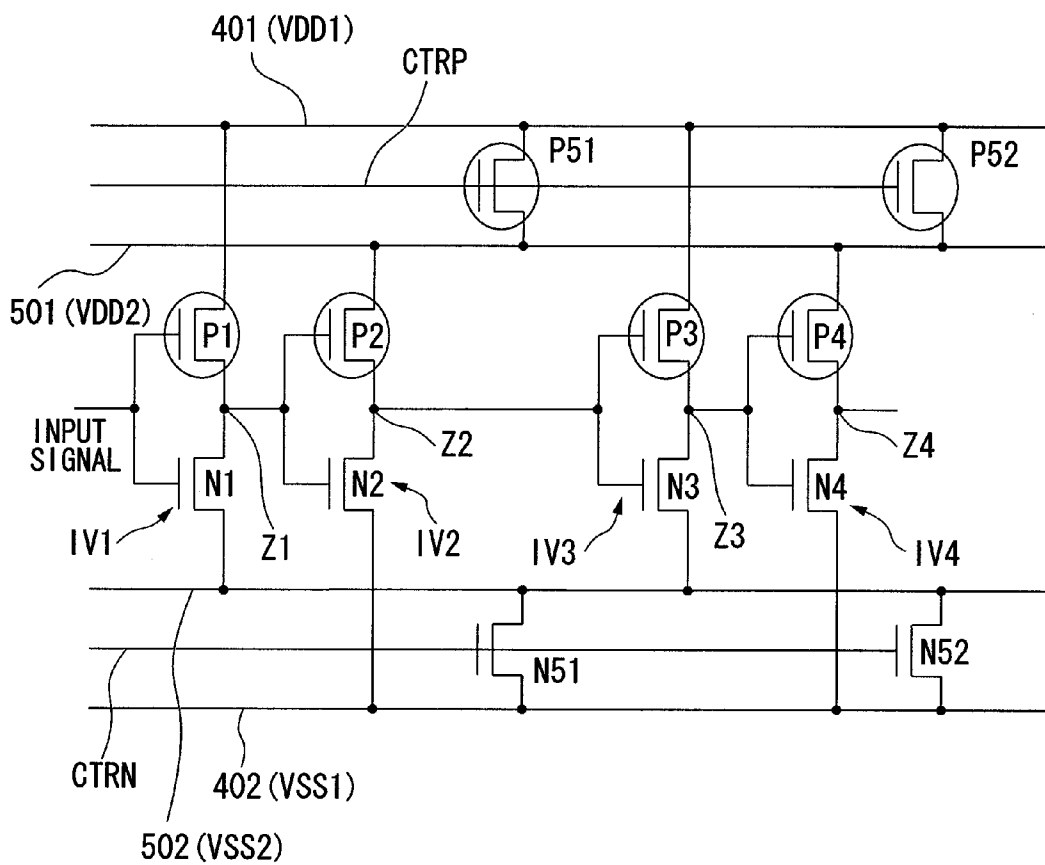 401(VDD1)
CTRP
P51
P52
501(VDD2)
P1
P2
P3
P4
INPUT
SIGNAL
Z2
Z4
N1
N2
N3
N4
IV1
Z1
IV2
IV3
Z3
IV4
N51
N52
CTRN
402(VSS1)
502(VSS2)